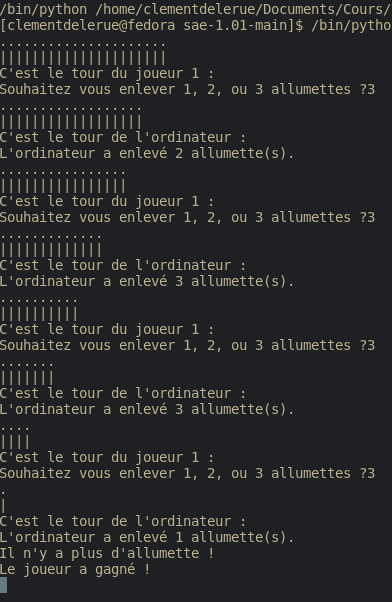 /bin/python /home/clementdelerue/Documents/Cours/
[clementdelerue@fedora sae-1.01-main]$ /bin/pytho
.....................
|||||||||||||||||||||
C'est le tour du joueur 1 :
Souhaitez vous enlever 1, 2, ou 3 allumettes ?3
..................
||||||||||||||||||
C'est le tour de l'ordinateur :
L'ordinateur a enlevé 2 allumette(s).
................
||||||||||||||||
C'est le tour du joueur 1 :
Souhaitez vous enlever 1, 2, ou 3 allumettes ?3
.............
|||||||||||||
C'est le tour de l'ordinateur :
L'ordinateur a enlevé 3 allumette(s).
..........
||||||||||
C'est le tour du joueur 1 :
Souhaitez vous enlever 1, 2, ou 3 allumettes ?3
.......
|||||||
C'est le tour de l'ordinateur :
L'ordinateur a enlevé 3 allumette(s).
....
||||
C'est le tour du joueur 1 :
Souhaitez vous enlever 1, 2, ou 3 allumettes ?3
.
|
C'est le tour de l'ordinateur :
L'ordinateur a enlevé 1 allumette(s).
Il n'y a plus d'allumette !
Le joueur a gagné !